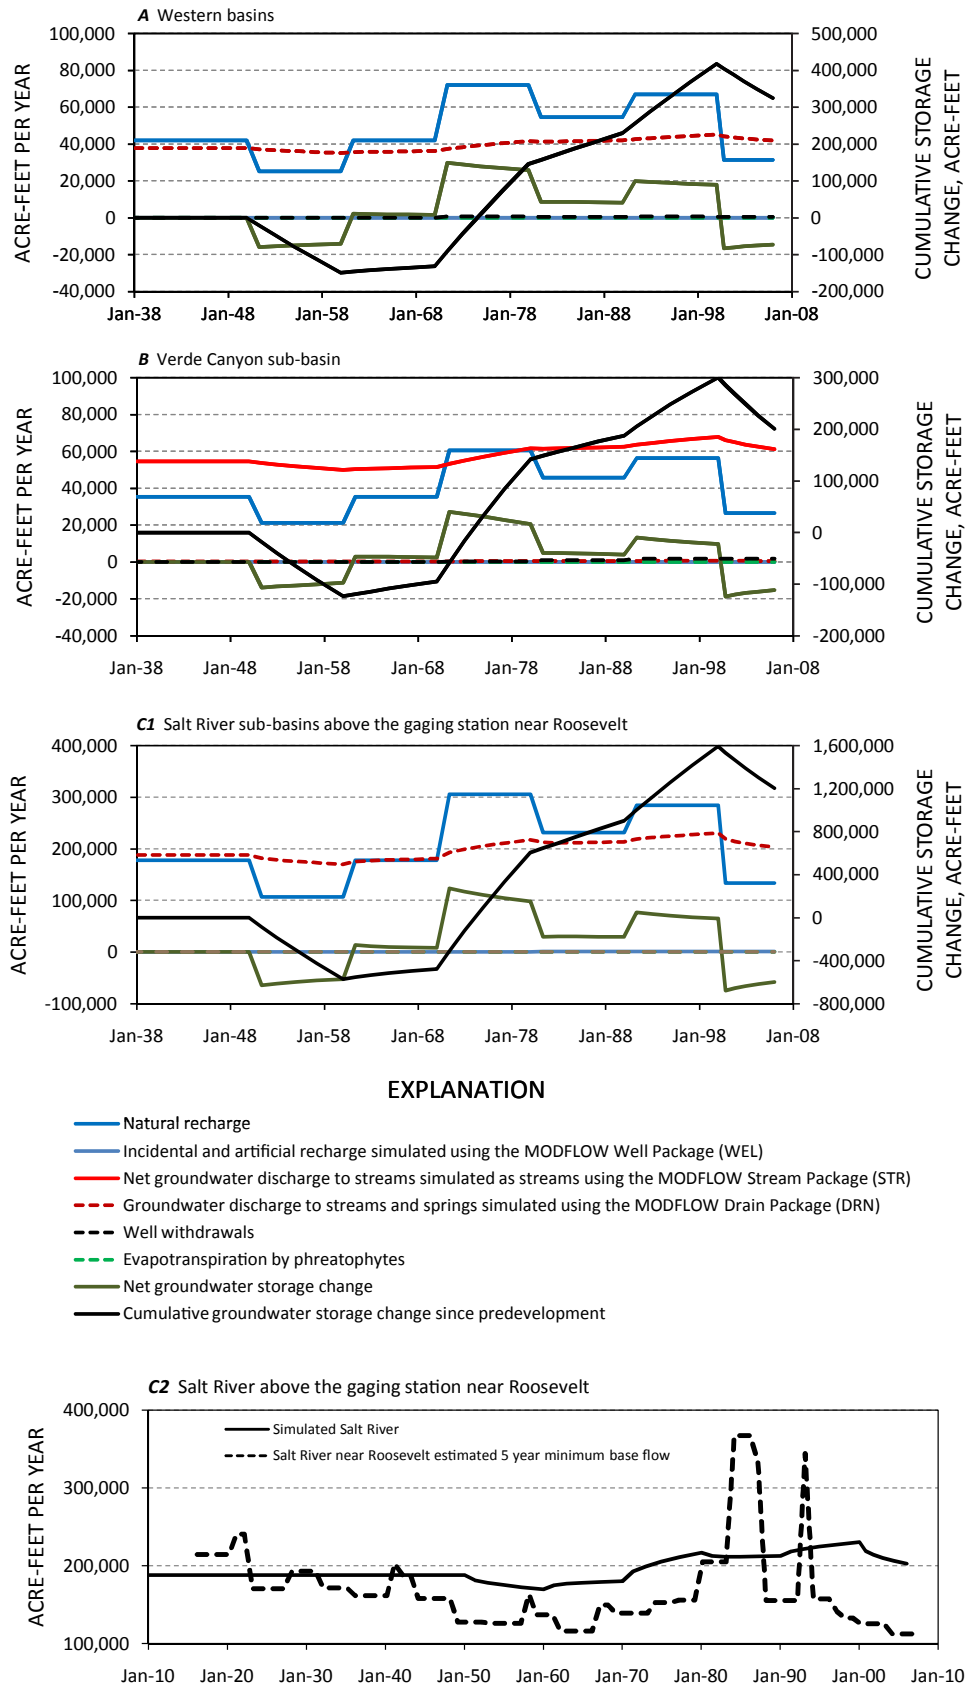 A Western basins
100,000
80,000
60,000
40,000
20,000
0
-20,000
-40,000
ACRE-FEET PER YEAR
500,000
400,000
300,000
200,000
100,000
0
-100,000
-200,000
CUMULATIVE STORAGE
CHANGE, ACRE-FEET
Jan-38 Jan-48 Jan-58 Jan-68 Jan-78 Jan-88 Jan-98 Jan-08
B Verde Canyon sub-basin
100,000
80,000
60,000
40,000
20,000
0
-20,000
-40,000
ACRE-FEET PER YEAR
300,000
200,000
100,000
0
-100,000
-200,000
CUMULATIVE STORAGE
CHANGE, ACRE-FEET
Jan-38 Jan-48 Jan-58 Jan-68 Jan-78 Jan-88 Jan-98 Jan-08
C1 Salt River sub-basins above the gaging station near Roosevelt
400,000
300,000
200,000
100,000
0
-100,000
ACRE-FEET PER YEAR
1,600,000
1,200,000
800,000
400,000
0
-400,000
-800,000
CUMULATIVE STORAGE
CHANGE, ACRE-FEET
Jan-38 Jan-48 Jan-58 Jan-68 Jan-78 Jan-88 Jan-98 Jan-08
EXPLANATION
Natural recharge
Incidental and artificial recharge simulated using the MODFLOW Well Package (WEL)
Net groundwater discharge to streams simulated as streams using the MODFLOW Stream Package (STR)
Groundwater discharge to streams and springs simulated using the MODFLOW Drain Package (DRN)
Well withdrawals
Evapotranspiration by phreatophytes
Net groundwater storage change
Cumulative groundwater storage change since predevelopment
C2 Salt River above the gaging station near Roosevelt
400,000
300,000
200,000
100,000
ACRE-FEET PER YEAR
Simulated Salt River
Salt River near Roosevelt estimated 5 year minimum base flow
Jan-10 Jan-20 Jan-30 Jan-40 Jan-50 Jan-60 Jan-70 Jan-80 Jan-90 Jan-00 Jan-10